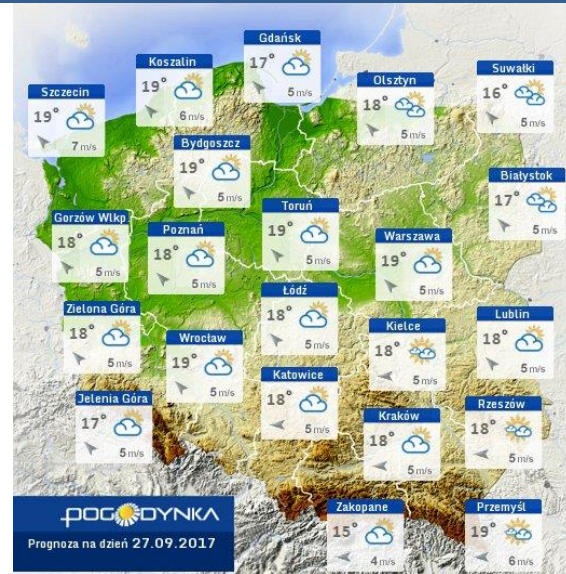 Gdańsk
17°
5 m/s
Koszalin
19°
6 m/s
Suwałki
16°
5 m/s
Olsztyn
18°
5 m/s
Szczecin
19°
7 m/s
Bydgoszcz
19°
5 m/s
Białystok
17°
5 m/s
Toruń
19°
5 m/s
Gorzów Wlkp
18°
5 m/s
Poznań
18°
5 m/s
Warszawa
19°
5 m/s
Łódź
18°
5 m/s
Zielona Góra
18°
5 m/s
Lublin
18°
5 m/s
Kielce
18°
5 m/s
Wrocław
19°
5 m/s
Katowice
18°
5 m/s
Jelenia Góra
17°
5 m/s
Rzeszów
18°
5 m/s
Kraków
18°
5 m/s
Zakopane
15°
4 m/s
Przemyśl
19°
6 m/s
POGODYNKA
Prognoza na dzień 27.09.2017